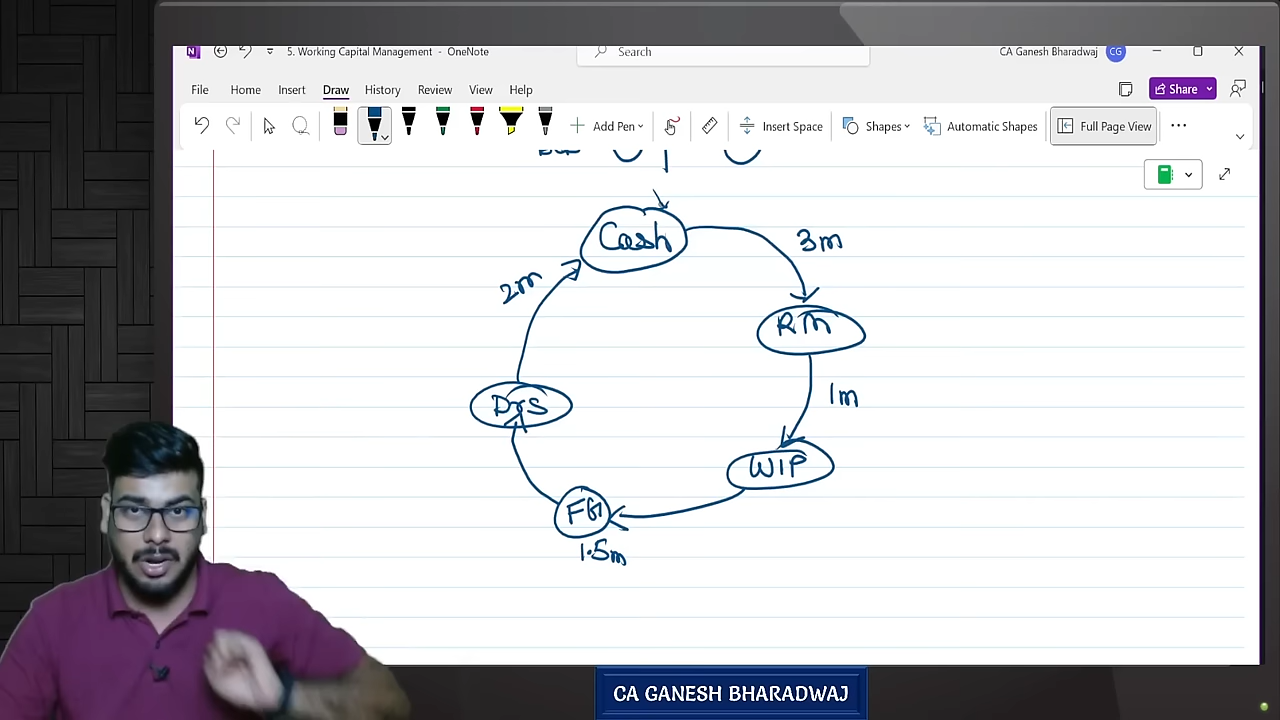 5. Working Capital Management - OneNote
Search
CA Ganesh Bharadwaj CG
File Home Insert Draw History Review View Help
Share
Add Pen
Insert Space
Shapes
Automatic Shapes
Full Page View
Cash
3m
RM
1m
WIP
FG
1.5m
DrS
2m
CA GANESH BHARADWAJ